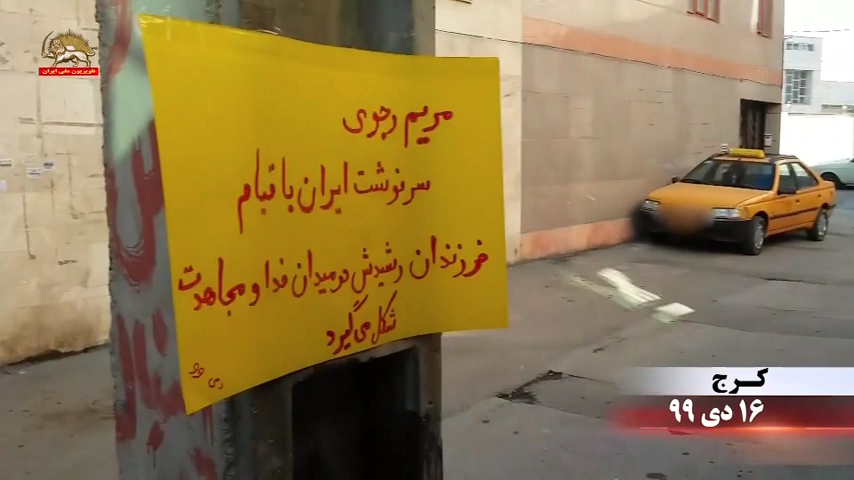 تلویزیون ملی ایران
مریم رجوی
سرنوشت ایران با قیام
فرزندان رشیدش در میدان فدا و مجاهدت
شکل می‌گیرد
کرج
۱۶ دی ۹۹